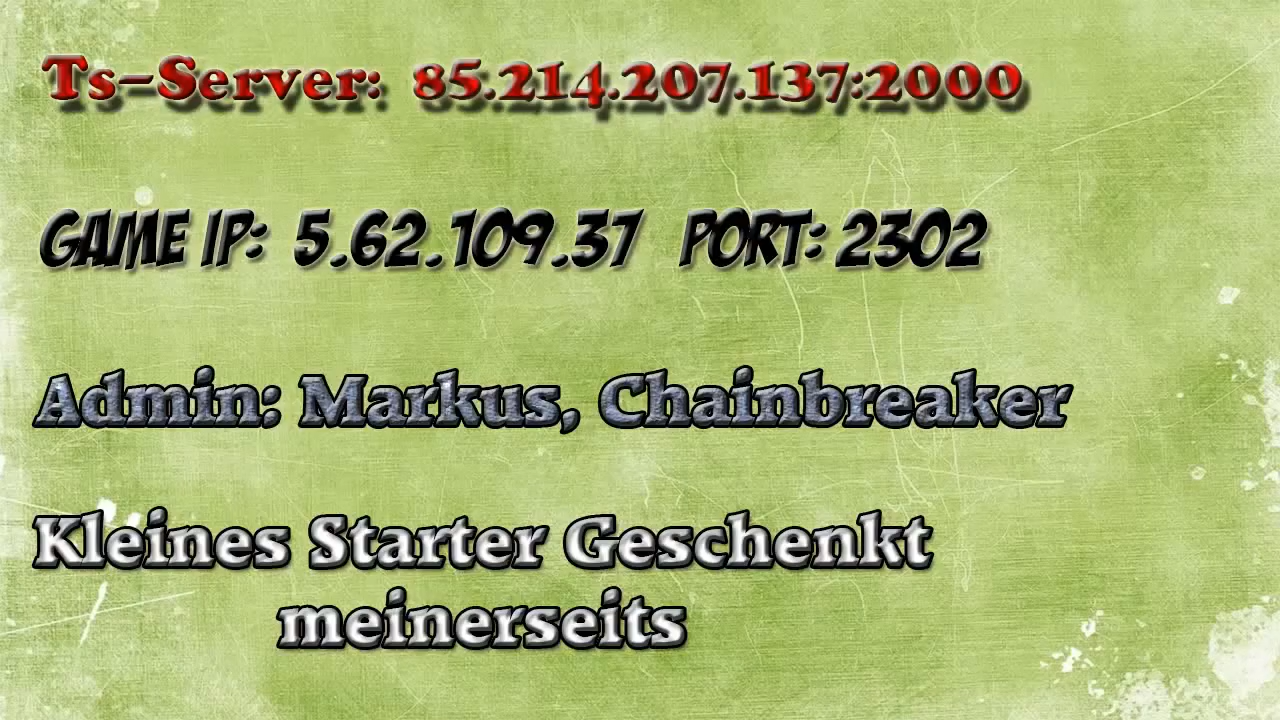 Ts-Server: 85.214.207.137:2000
GAME IP: 5.62.109.37 PORT: 2302
Admin: Markus, Chainbreaker
Kleines Starter Geschenkt
meinerseits